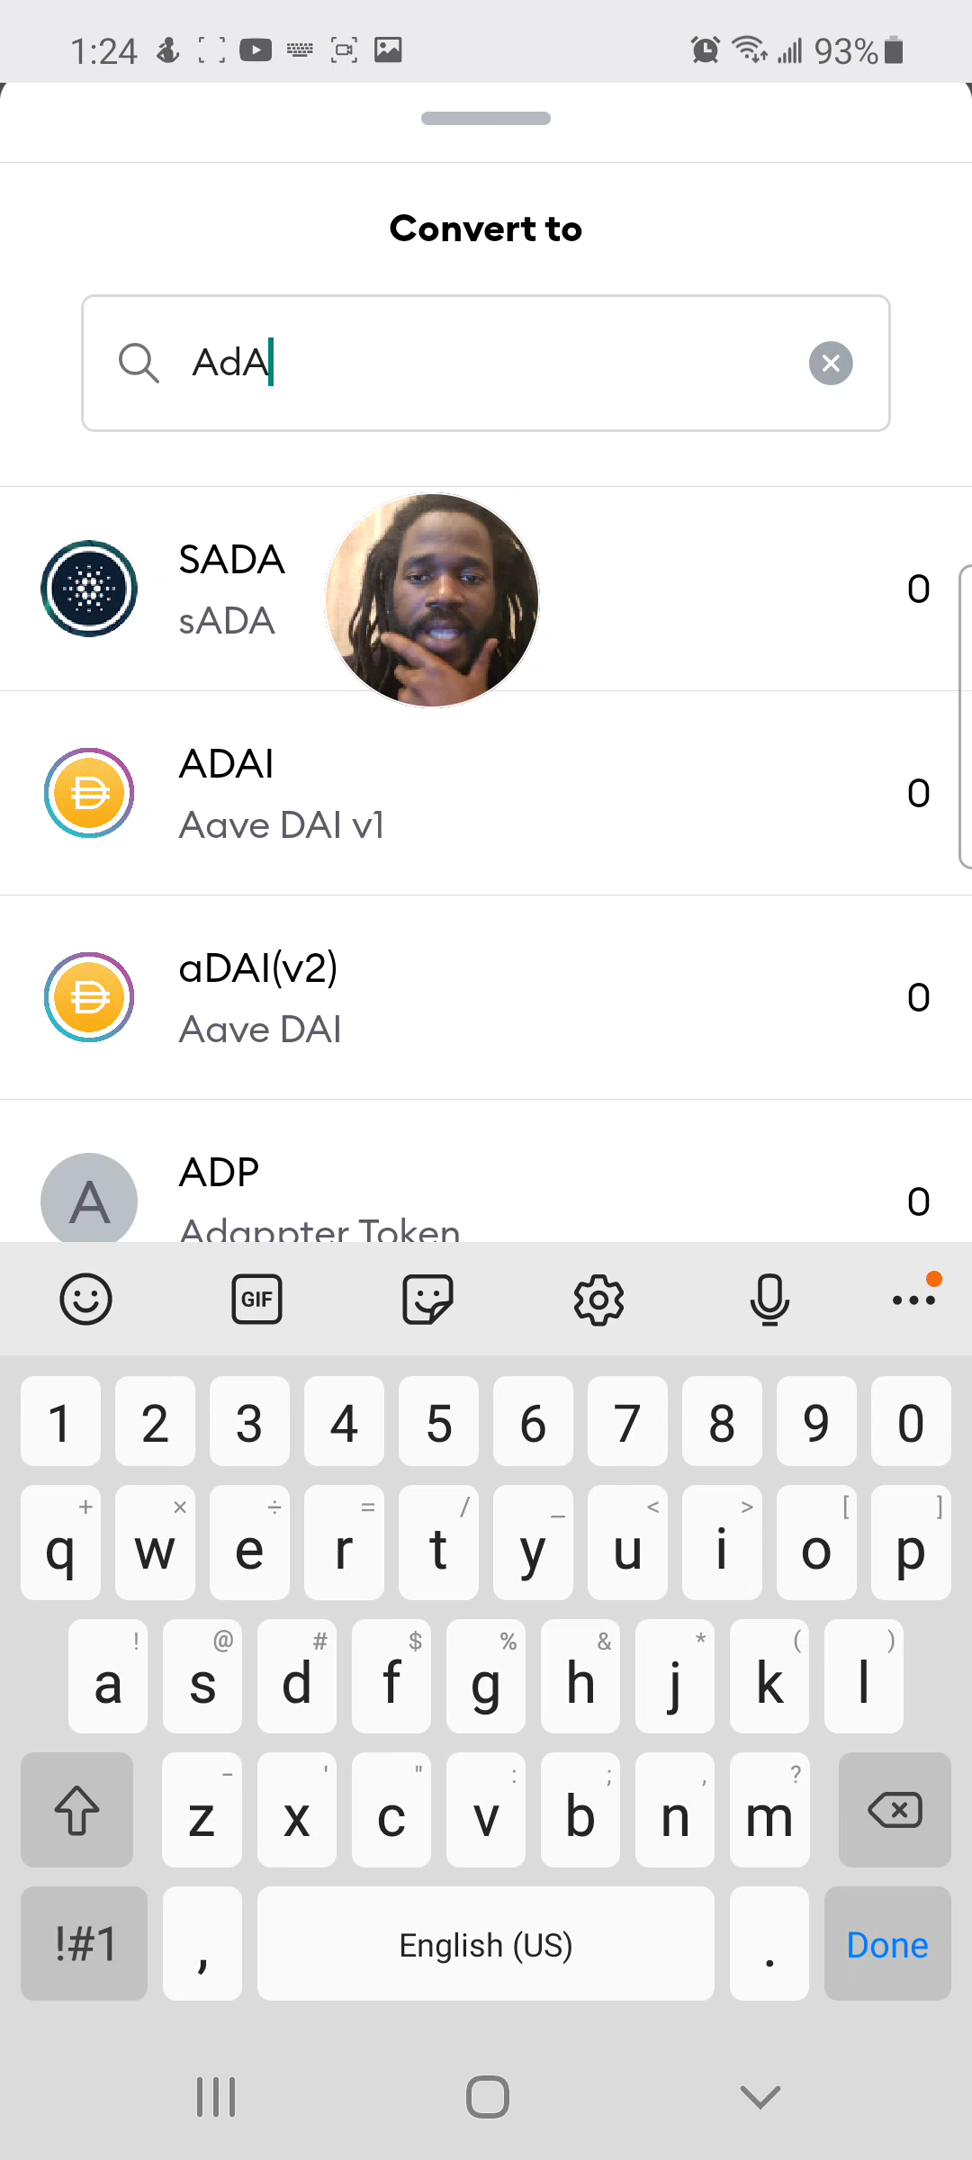 1:24 93%
Convert to
AdA
SADA
sADA
0
ADAI
Aave DAI v1
0
aDAI(v2)
Aave DAI
0
A
ADP
Adappter Token
0
GIF
1 2 3 4 5 6 7 8 9 0
+ × ÷ = / _ < > [ ]
q w e r t y u i o p
! @ # $ % & * ( )
a s d f g h j k l
- ' " : ; , ?
z x c v b n m
!#1 , English (US) . Done